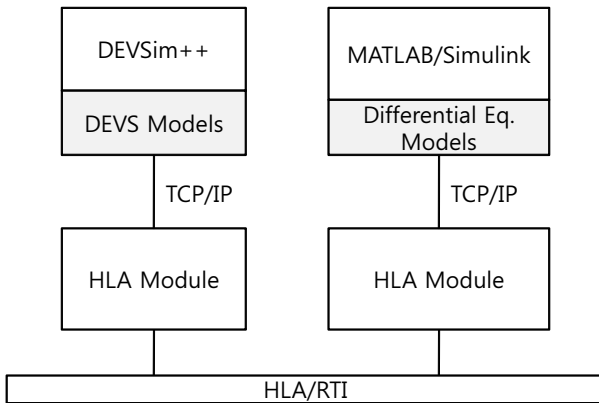 DEVSim++
DEVS Models
TCP/IP
HLA Module
MATLAB/Simulink
Differential Eq.
Models
TCP/IP
HLA Module
HLA/RTI